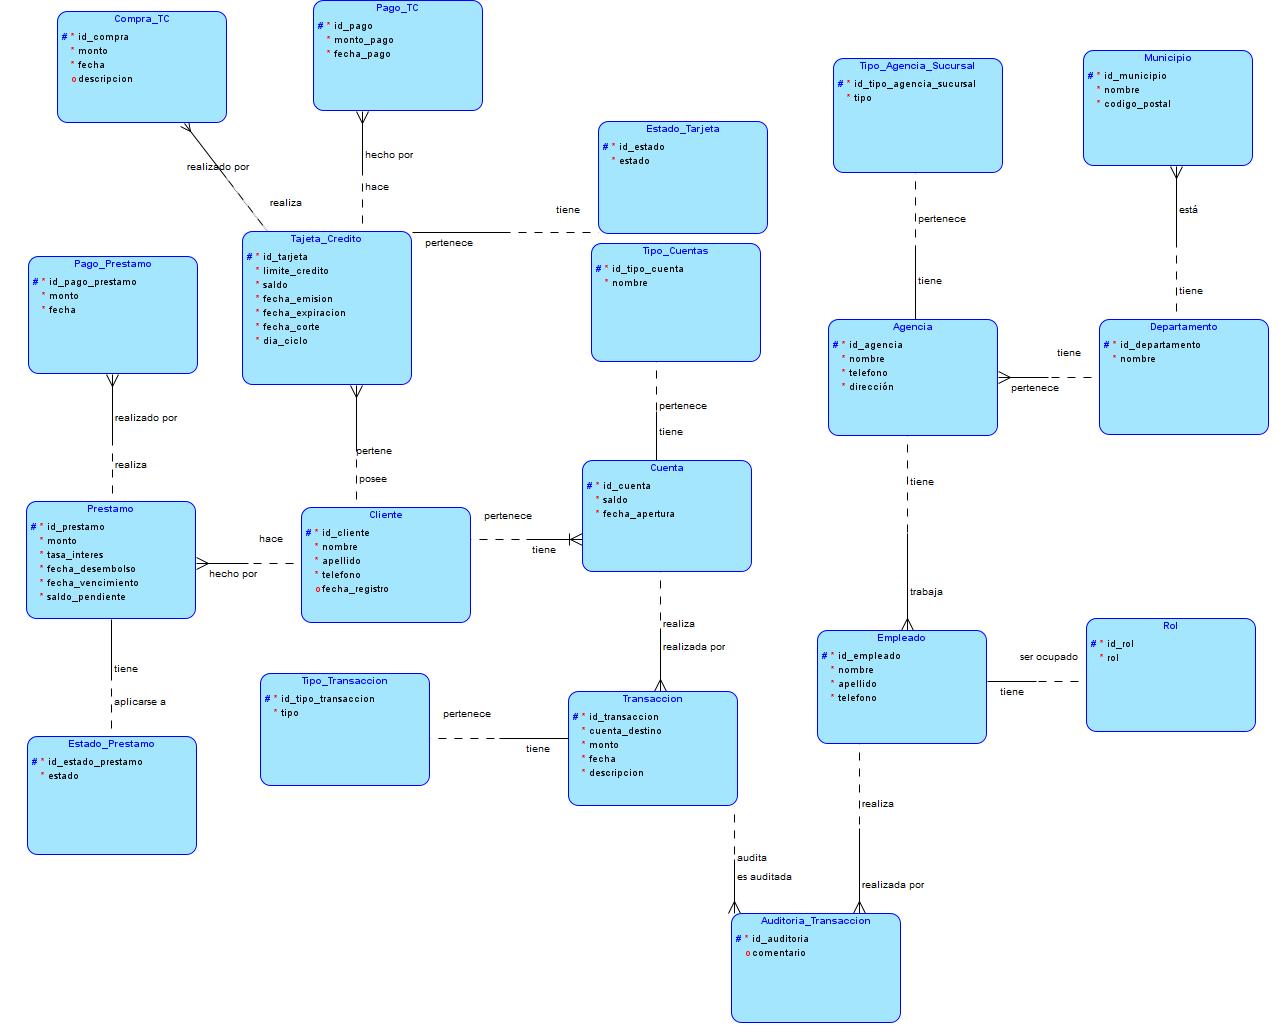 Compra_TC
# * id_compra
* monto
* fecha
o descripcion
Pago_TC
# * id_pago
* monto_pago
* fecha_pago
Tipo_Agencia_Sucursal
# * id_tipo_agencia_sucursal
* tipo
Municipio
# * id_municipio
* nombre
* codigo_postal
Estado_Tarjeta
# * id_estado
* estado
realizado por
realiza
hecho por
hace
tiene
pertenece
pertenece
tiene
está
tiene
Tajeta_Credito
# * id_tarjeta
* limite_credito
* saldo
* fecha_emision
* fecha_expiracion
* fecha_corte
* dia_ciclo
Tipo_Cuentas
# * id_tipo_cuenta
* nombre
Pago_Prestamo
# * id_pago_prestamo
* monto
* fecha
Agencia
# * id_agencia
* nombre
* telefono
* dirección
Departamento
# * id_departamento
* nombre
tiene
pertenece
realizado por
realiza
pertene
posee
pertenece
tiene
tiene
trabaja
Prestamo
# * id_prestamo
* monto
* tasa_interes
* fecha_desembolso
* fecha_vencimiento
* saldo_pendiente
hace
hecho por
Cliente
# * id_cliente
* nombre
* apellido
* telefono
o fecha_registro
pertenece
tiene
Cuenta
# * id_cuenta
* saldo
* fecha_apertura
realiza
realizada por
tiene
aplicarse a
Tipo_Transaccion
# * id_tipo_transaccion
* tipo
pertenece
tiene
Transaccion
# * id_transaccion
* cuenta_destino
* monto
* fecha
* descripcion
Empleado
# * id_empleado
* nombre
* apellido
* telefono
ser ocupado
tiene
Rol
# * id_rol
* rol
Estado_Prestamo
# * id_estado_prestamo
* estado
audita
es auditada
realiza
realizada por
Auditoria_Transaccion
# * id_auditoria
o comentario